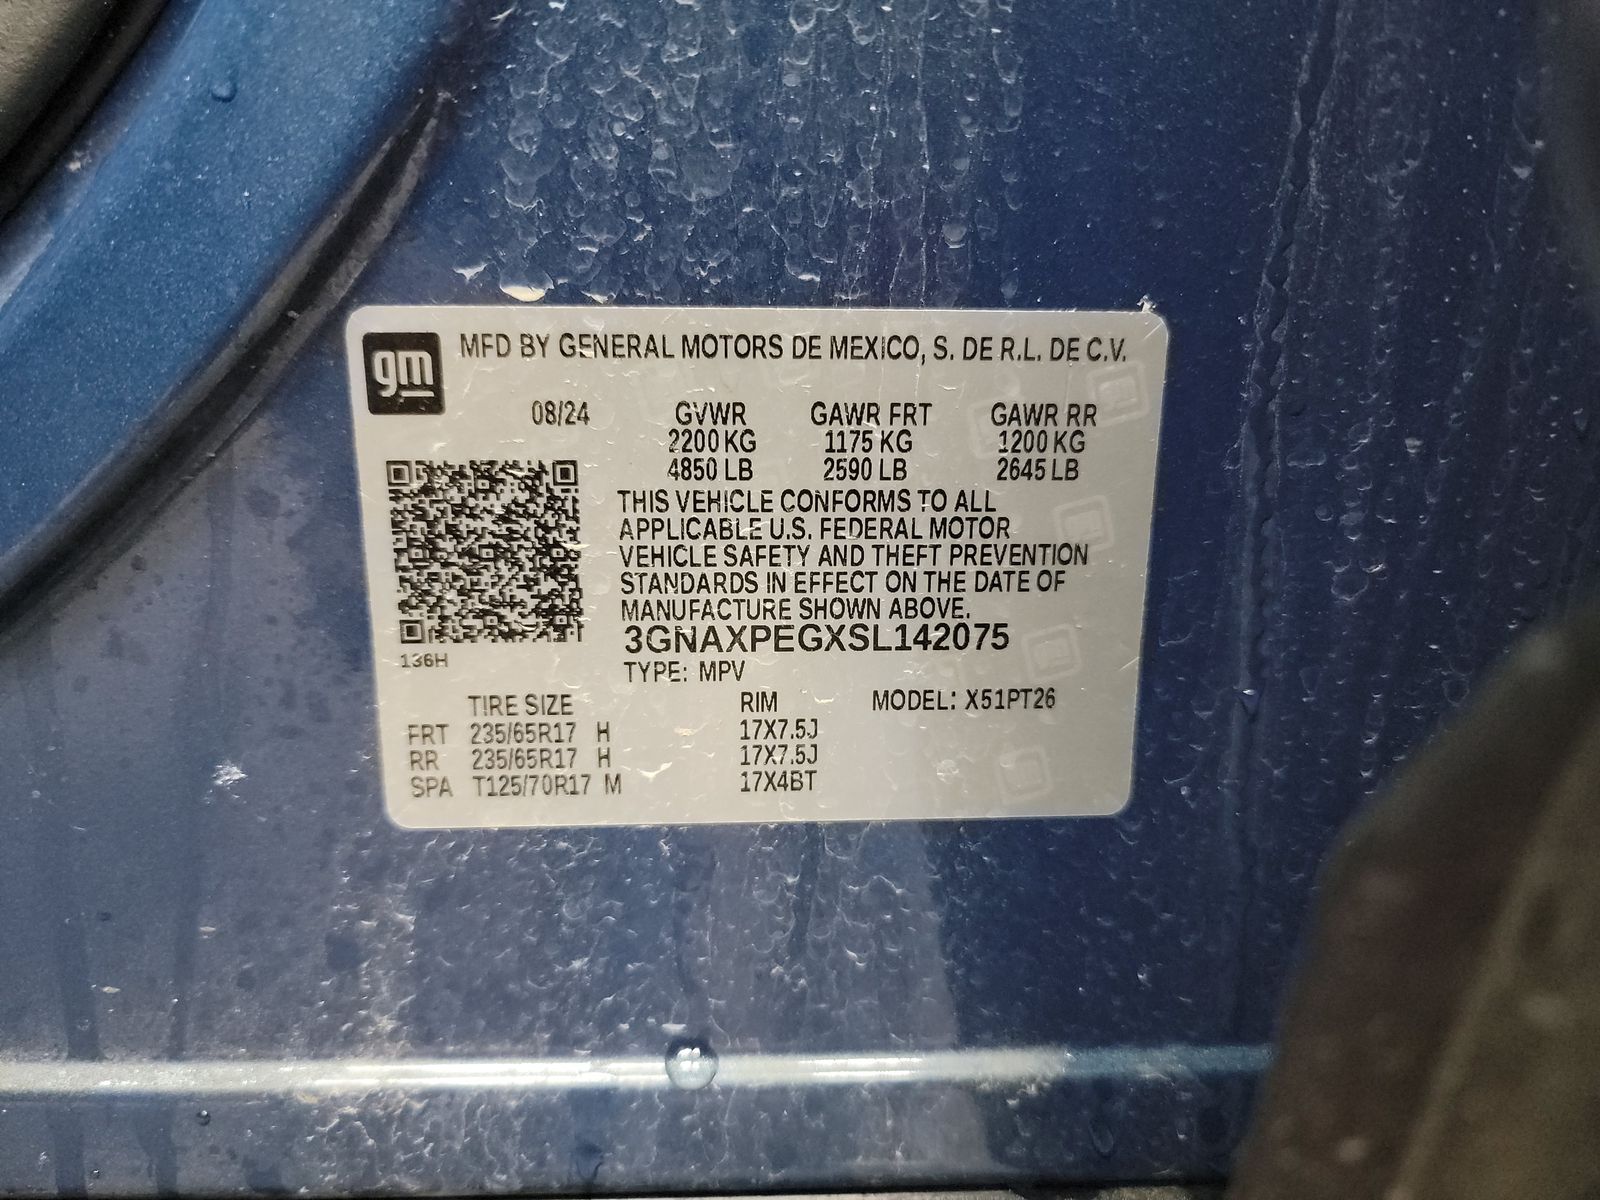 gm
MFD BY GENERAL MOTORS DE MEXICO, S. DE R.L. DE C.V.
08/24 GVWR GAWR FRT GAWR RR
2200 KG 1175 KG 1200 KG
4850 LB 2590 LB 2645 LB
THIS VEHICLE CONFORMS TO ALL
APPLICABLE U.S. FEDERAL MOTOR
VEHICLE SAFETY AND THEFT PREVENTION
STANDARDS IN EFFECT ON THE DATE OF
MANUFACTURE SHOWN ABOVE.
3GNAXPEGXSL142075
136H
TYPE: MPV
TIRE SIZE RIM MODEL: X51PT26
FRT 235/65R17 H 17X7.5J
RR 235/65R17 H 17X7.5J
SPA T125/70R17 M 17X4BT